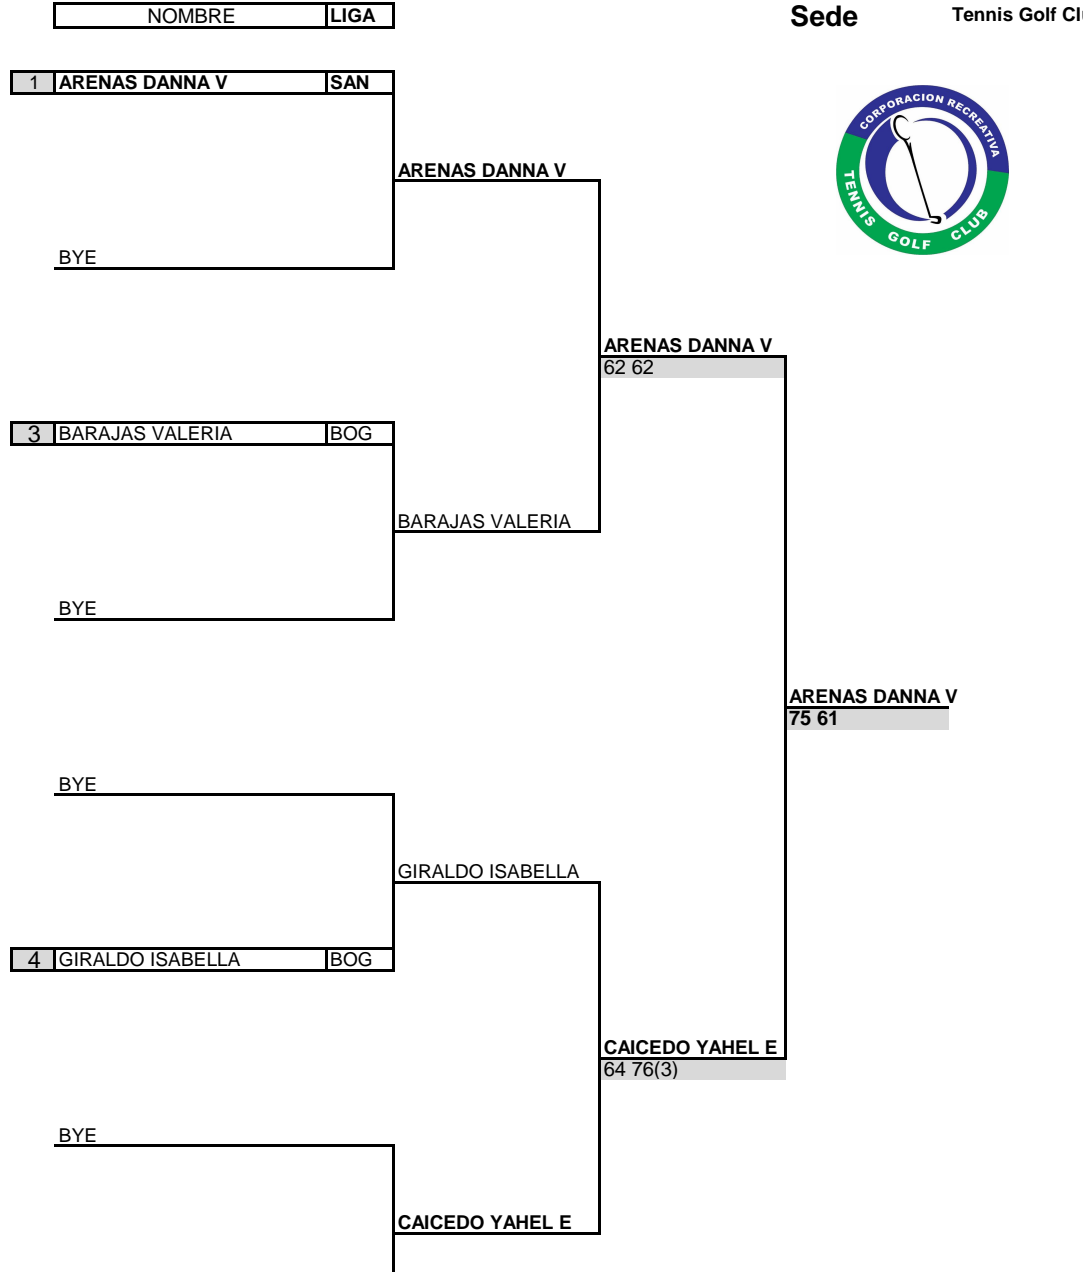 NOMBRE LIGA Sede Tennis Golf
1 ARENAS DANNA V SAN
CORPORACION RECREATIVA
TENNIS GOLF CLUB
ARENAS DANNA V
BYE
ARENAS DANNA V
62 62
3 BARAJAS VALERIA BOG
BARAJAS VALERIA
BYE
ARENAS DANNA V
75 61
BYE
GIRALDO ISABELLA
4 GIRALDO ISABELLA BOG
CAICEDO YAHEL E
64 76(3)
BYE
CAICEDO YAHEL E